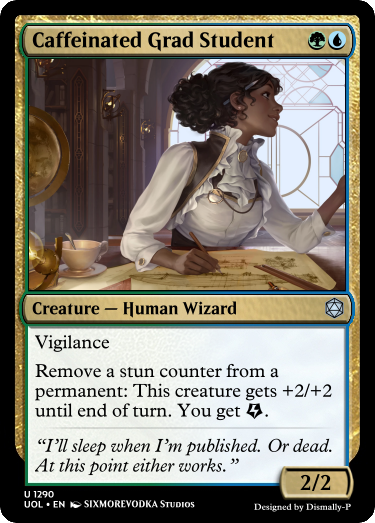 Caffeinated Grad Student
Creature — Human Wizard
Vigilance
Remove a stun counter from a
permanent: This creature gets +2/+2
until end of turn. You get .
“I’ll sleep when I’m published. Or dead.
At this point either works.”
2/2
U 1290
UOL • EN SIXMOREVODKA STUDIOS
Designed by Dismally-P